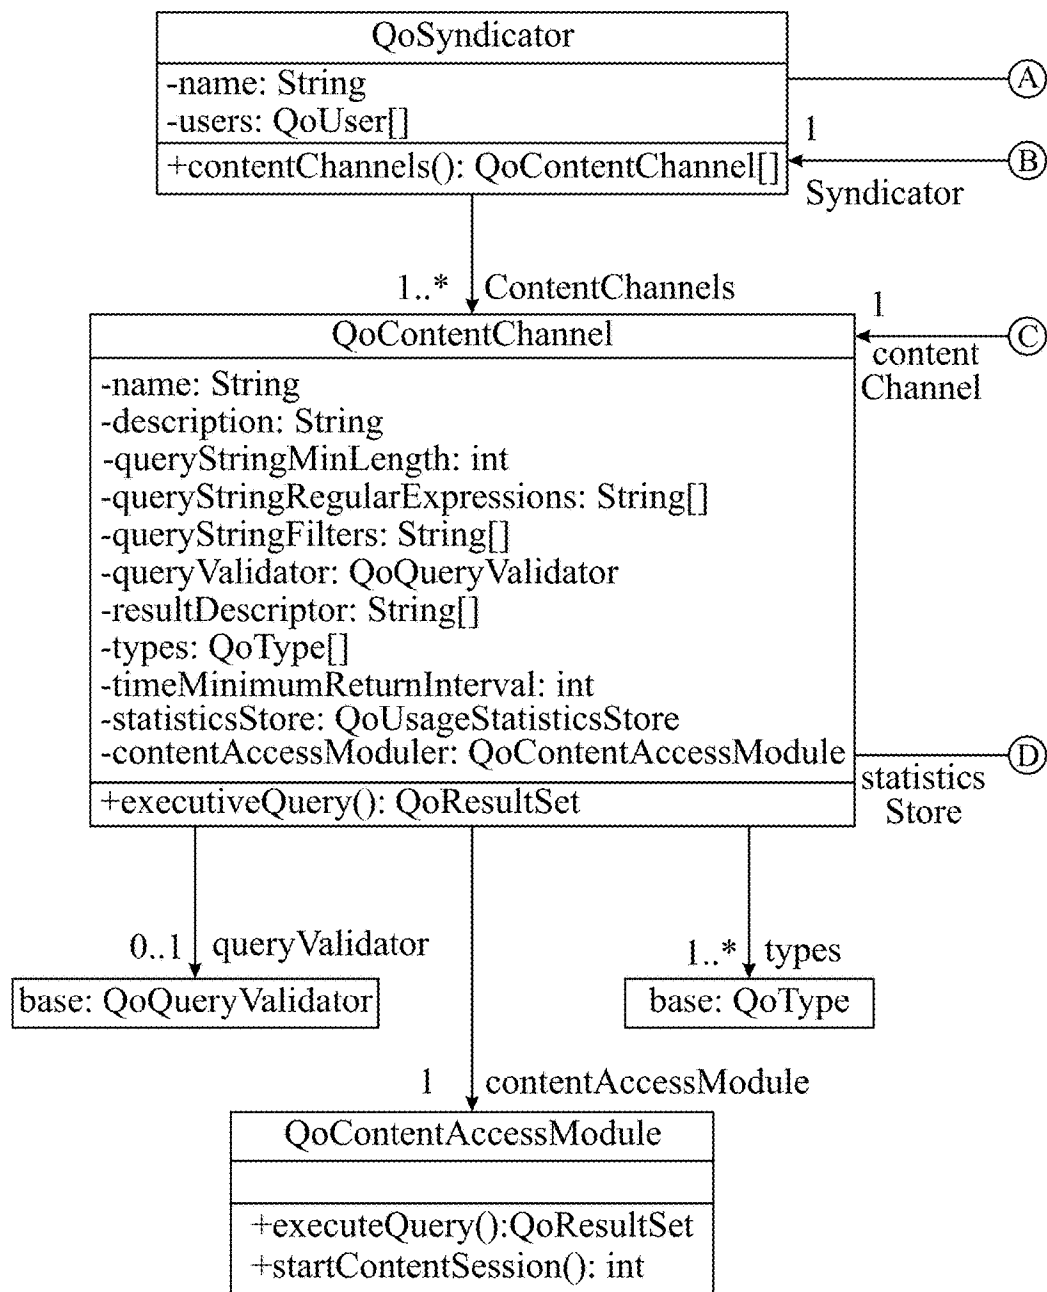 QoSyndicator
-name: String
-users: QoUser[]
+contentChannels(): QoContentChannel[]
A
1
B
Syndicator
1..* ContentChannels
QoContentChannel
1
C
content
Channel
-name: String
-description: String
-queryStringMinLength: int
-queryStringRegularExpressions: String[]
-queryStringFilters: String[]
-queryValidator: QoQueryValidator
-resultDescriptor: String[]
-types: QoType[]
-timeMinimumReturnInterval: int
-statisticsStore: QoUsageStatisticsStore
-contentAccessModuler: QoContentAccessModule
D
statistics
Store
+executiveQuery(): QoResultSet
0..1 queryValidator
1..* types
base: QoQueryValidator
base: QoType
1 contentAccessModule
QoContentAccessModule
+executeQuery():QoResultSet
+startContentSession(): int